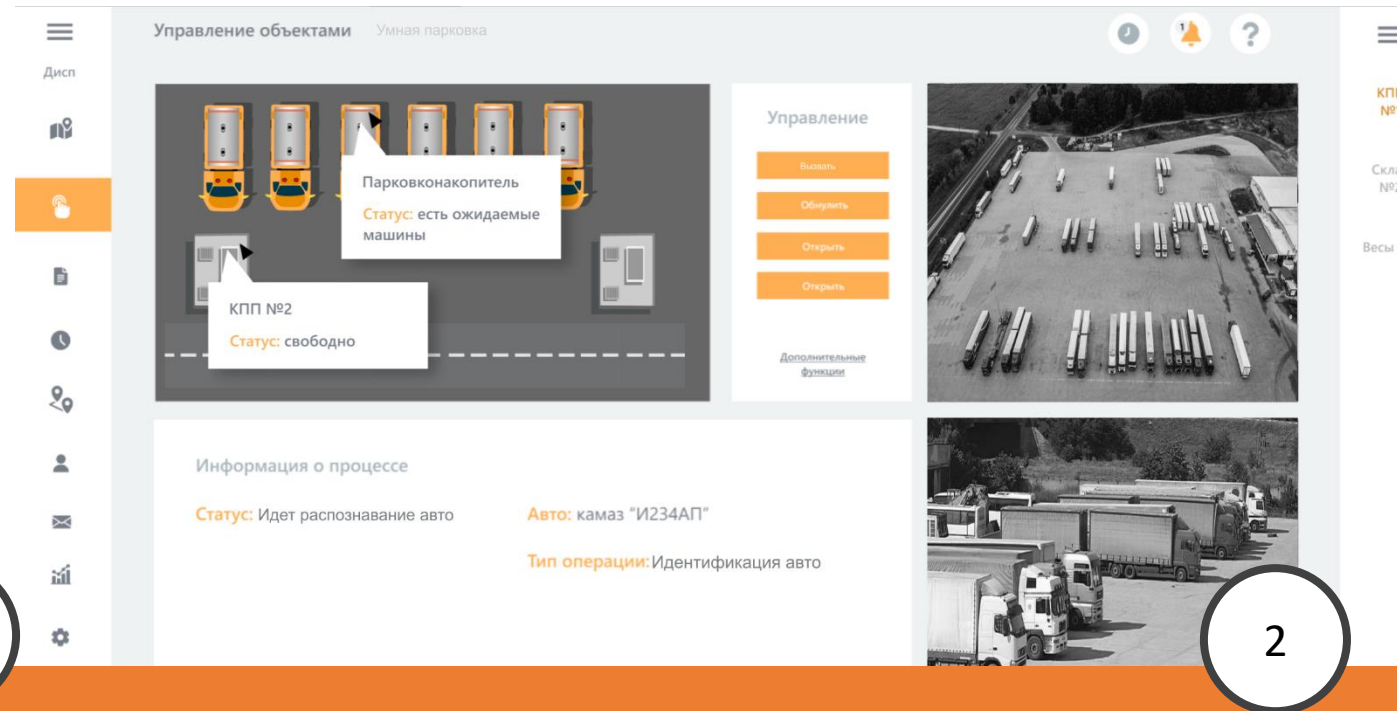 Дисп
Управление объектами
Умная парковка
1
?
Парковконакопитель
Статус: есть ожидаемые
машины
КПП №2
Статус: свободно
Управление
Вызвать
Обнулить
Открыть
Открыть
Дополнительные
функции
Информация о процессе
Статус: Идет распознавание авто
Авто: камаз "И234АП"
Тип операции: Идентификация авто
Весы
2